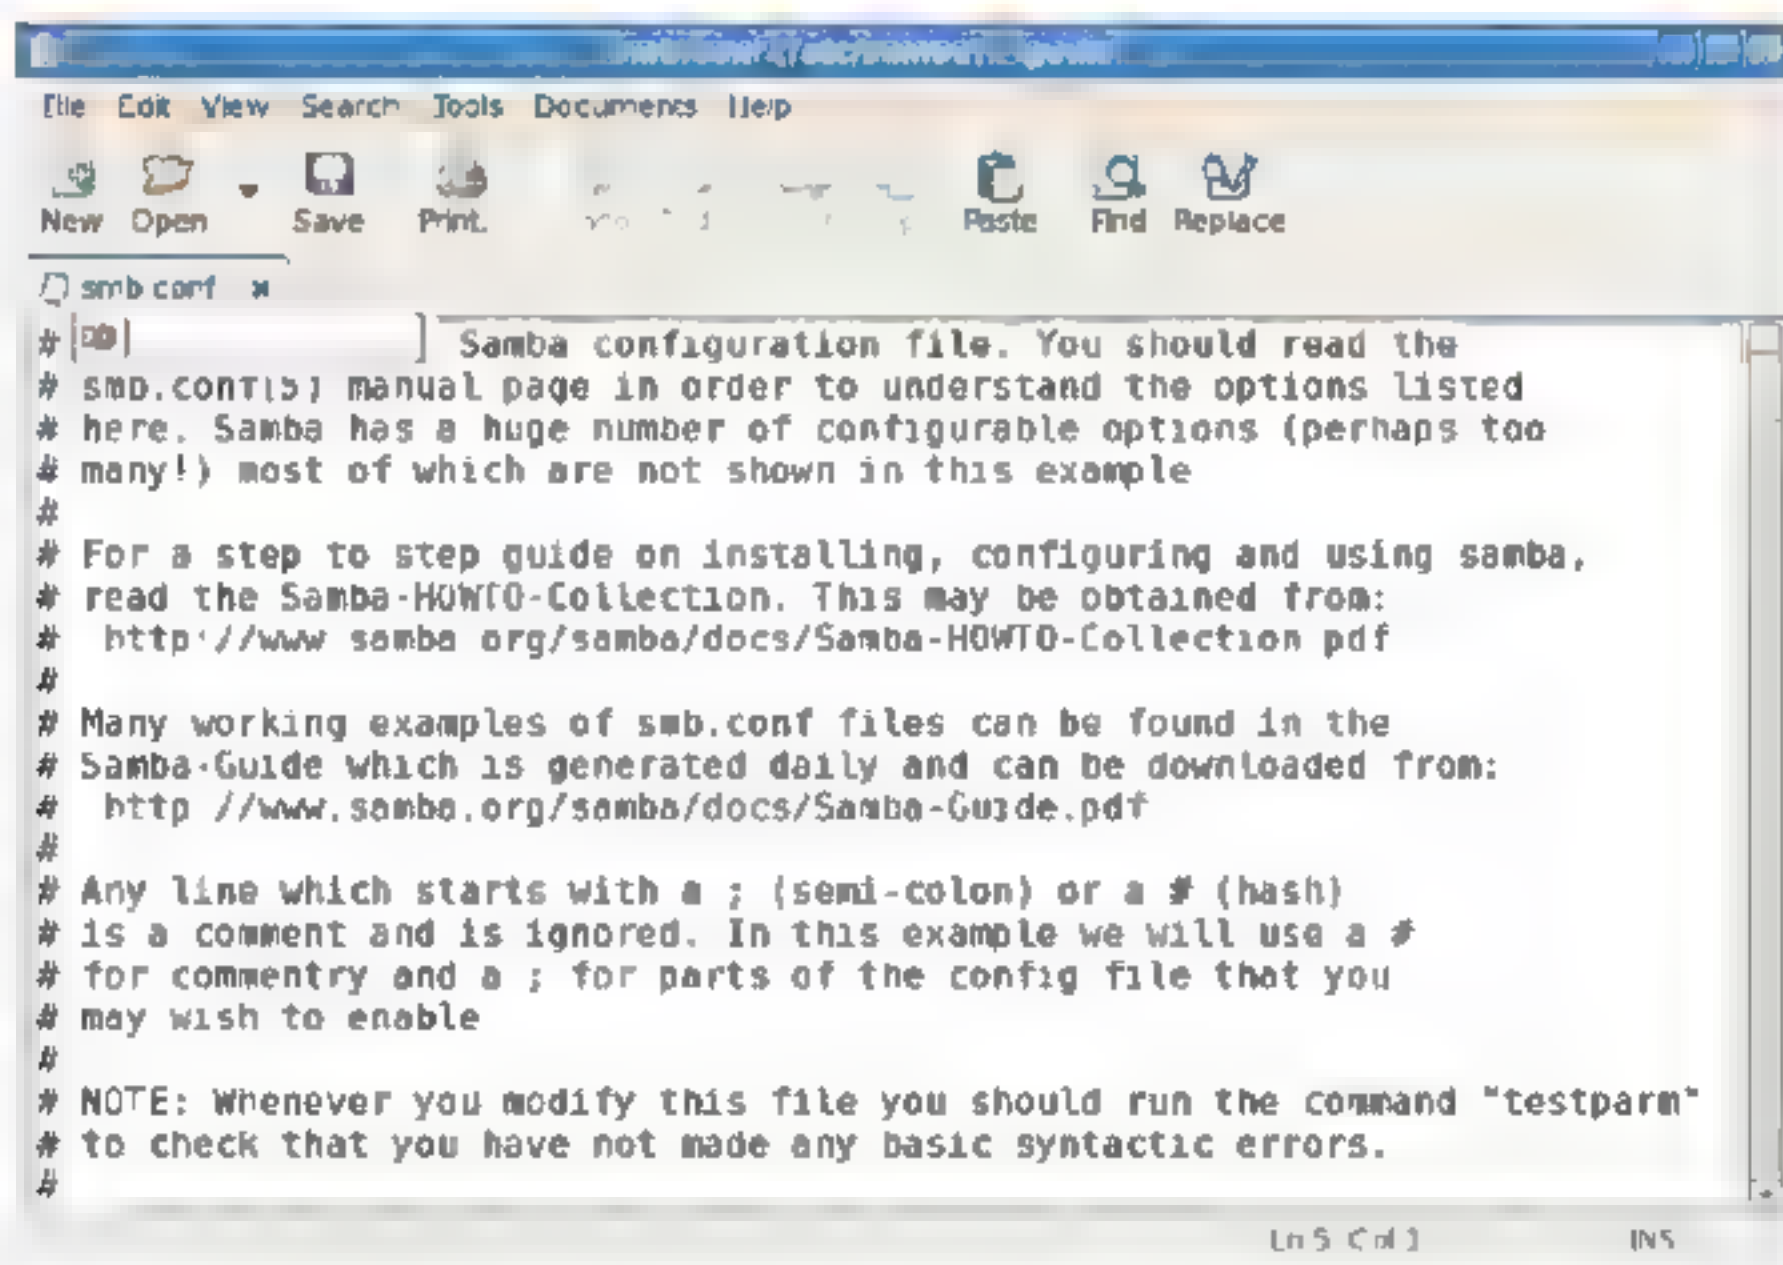 File Edit View Search Tools Documents Help
New Open Save Print. Paste Find Replace
smb.conf
# Samba configuration file. You should read the
# smb.conf(5) manual page in order to understand the options listed
# here. Samba has a huge number of configurable options (perhaps too
# many!) most of which are not shown in this example
#
# For a step to step guide on installing, configuring and using samba,
# read the Samba-HOWTO-Collection. This may be obtained from:
# http://www.samba.org/samba/docs/Samba-HOWTO-Collection.pdf
#
# Many working examples of smb.conf files can be found in the
# Samba-Guide which is generated daily and can be downloaded from:
# http://www.samba.org/samba/docs/Samba-Guide.pdf
#
# Any line which starts with a ; (semi-colon) or a # (hash)
# is a comment and is ignored. In this example we will use a #
# for commentry and a ; for parts of the config file that you
# may wish to enable
#
# NOTE: Whenever you modify this file you should run the command "testparm"
# to check that you have not made any basic syntactic errors.
#
Ln 5 Col 1 INS